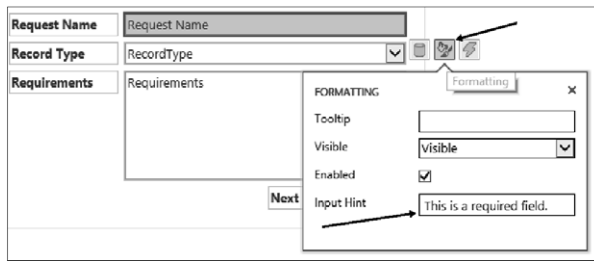 Request Name Request Name
Record Type RecordType
Formatting
Requirements Requirements
FORMATTING
Tooltip
Visible Visible
Enabled
Input Hint This is a required field.
Next